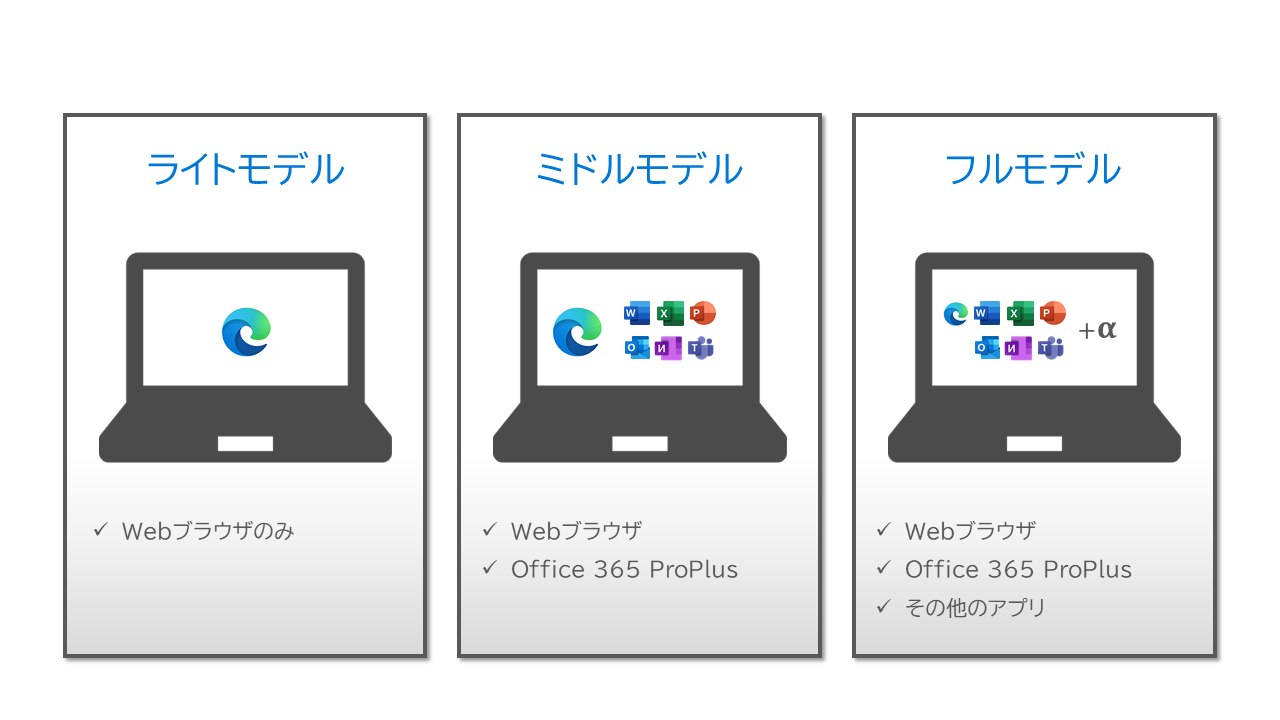 ライトモデル
Webブラウザのみ
ミドルモデル
W X P
O N T
Webブラウザ
Office 365 ProPlus
フルモデル
W X P
O N T
+α
Webブラウザ
Office 365 ProPlus
その他のアプリ